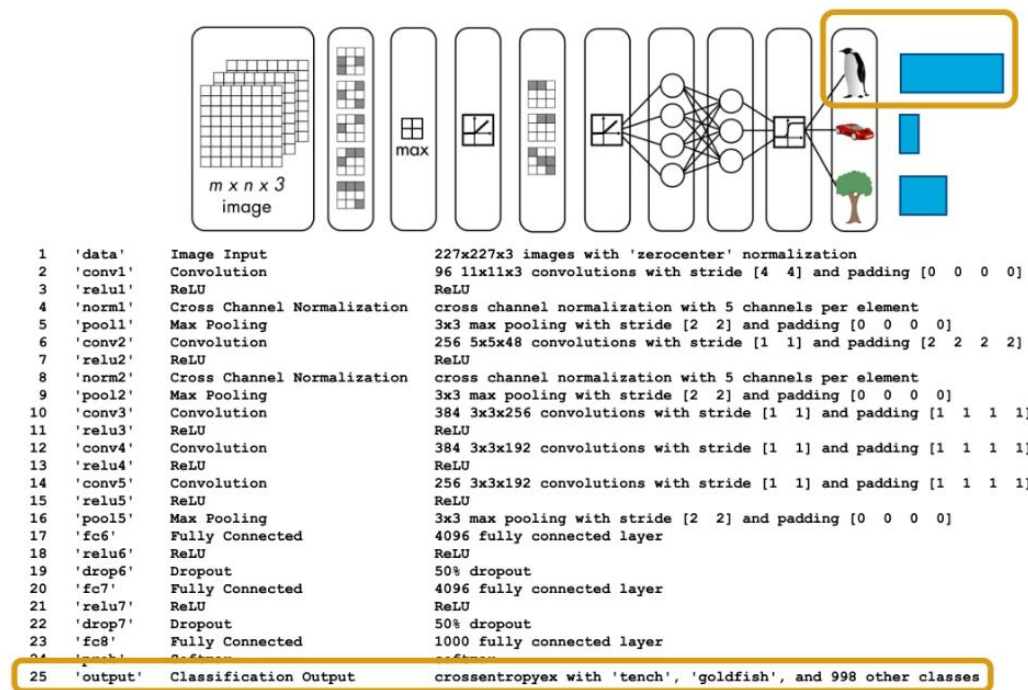 m x n x 3
image
max
1 'data' Image Input 227x227x3 images with 'zerocenter' normalization
2 'conv1' Convolution 96 11x11x3 convolutions with stride [4 4] and padding [0 0 0 0]
3 'relu1' ReLU ReLU
4 'norm1' Cross Channel Normalization cross channel normalization with 5 channels per element
5 'pool1' Max Pooling 3x3 max pooling with stride [2 2] and padding [0 0 0 0]
6 'conv2' Convolution 256 5x5x48 convolutions with stride [1 1] and padding [2 2 2 2]
7 'relu2' ReLU ReLU
8 'norm2' Cross Channel Normalization cross channel normalization with 5 channels per element
9 'pool2' Max Pooling 3x3 max pooling with stride [2 2] and padding [0 0 0 0]
10 'conv3' Convolution 384 3x3x256 convolutions with stride [1 1] and padding [1 1 1 1]
11 'relu3' ReLU ReLU
12 'conv4' Convolution 384 3x3x192 convolutions with stride [1 1] and padding [1 1 1 1]
13 'relu4' ReLU ReLU
14 'conv5' Convolution 256 3x3x192 convolutions with stride [1 1] and padding [1 1 1 1]
15 'relu5' ReLU ReLU
16 'pool5' Max Pooling 3x3 max pooling with stride [2 2] and padding [0 0 0 0]
17 'fc6' Fully Connected 4096 fully connected layer
18 'relu6' ReLU ReLU
19 'drop6' Dropout 50% dropout
20 'fc7' Fully Connected 4096 fully connected layer
21 'relu7' ReLU ReLU
22 'drop7' Dropout 50% dropout
23 'fc8' Fully Connected 1000 fully connected layer
25 'output' Classification Output crossentropyex with 'tench', 'goldfish', and 998 other classes